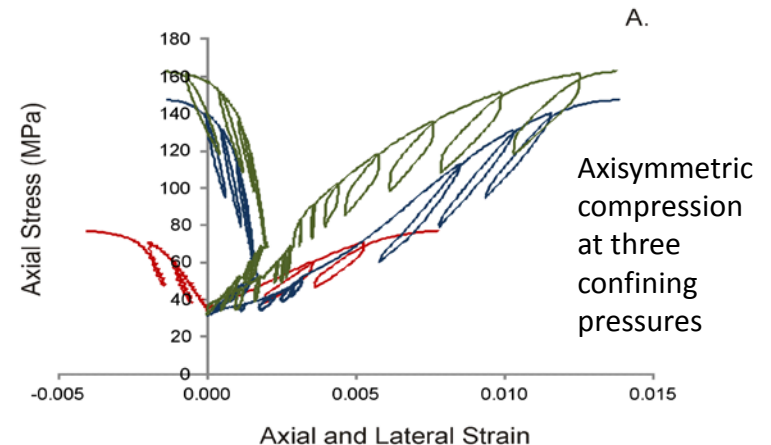 A.
180
160
140
120
100
80
60
40
20
0
Axial Stress (MPa)
Axisymmetric
compression
at three
confining
pressures
-0.005
0.000
0.005
0.010
0.015
Axial and Lateral Strain